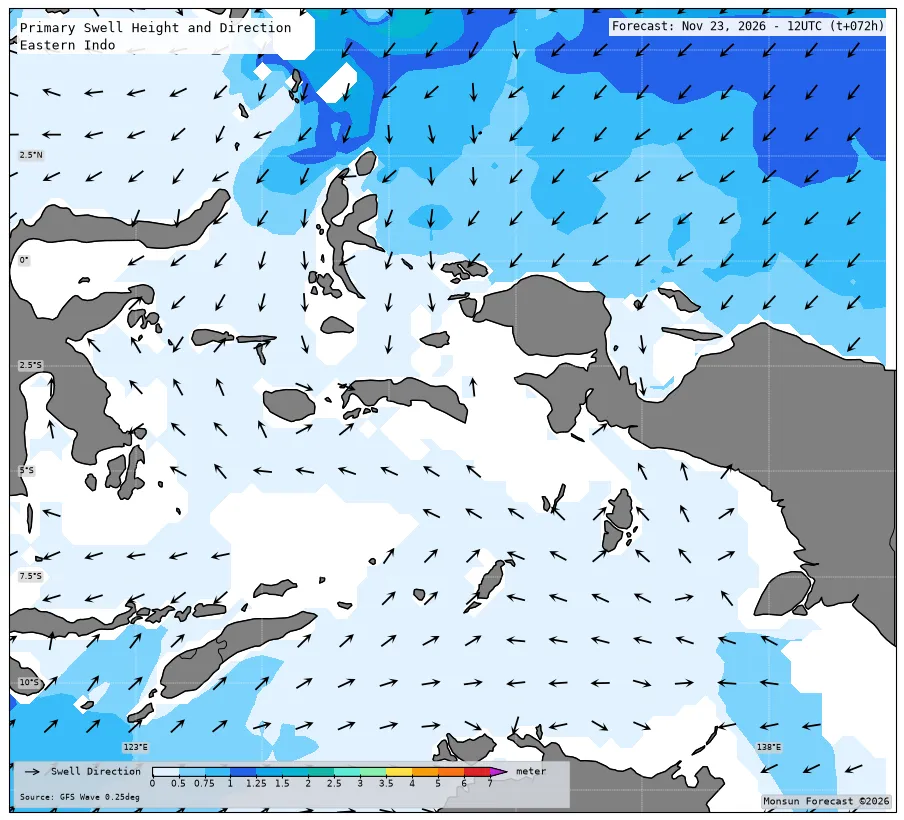 Primary Swell Height and Direction
Eastern Indo
Forecast: Nov 23, 2026 - 12UTC (t+072h)
2.5°N
0°
2.5°S
5°S
7.5°S
10°S
123°E
138°E
Swell Direction
0 0.5 0.75 1 1.25 1.5 2 2.5 3 3.5 4 5 6 7
meter
Source: GFS Wave 0.25deg
Monsun Forecast ©2026